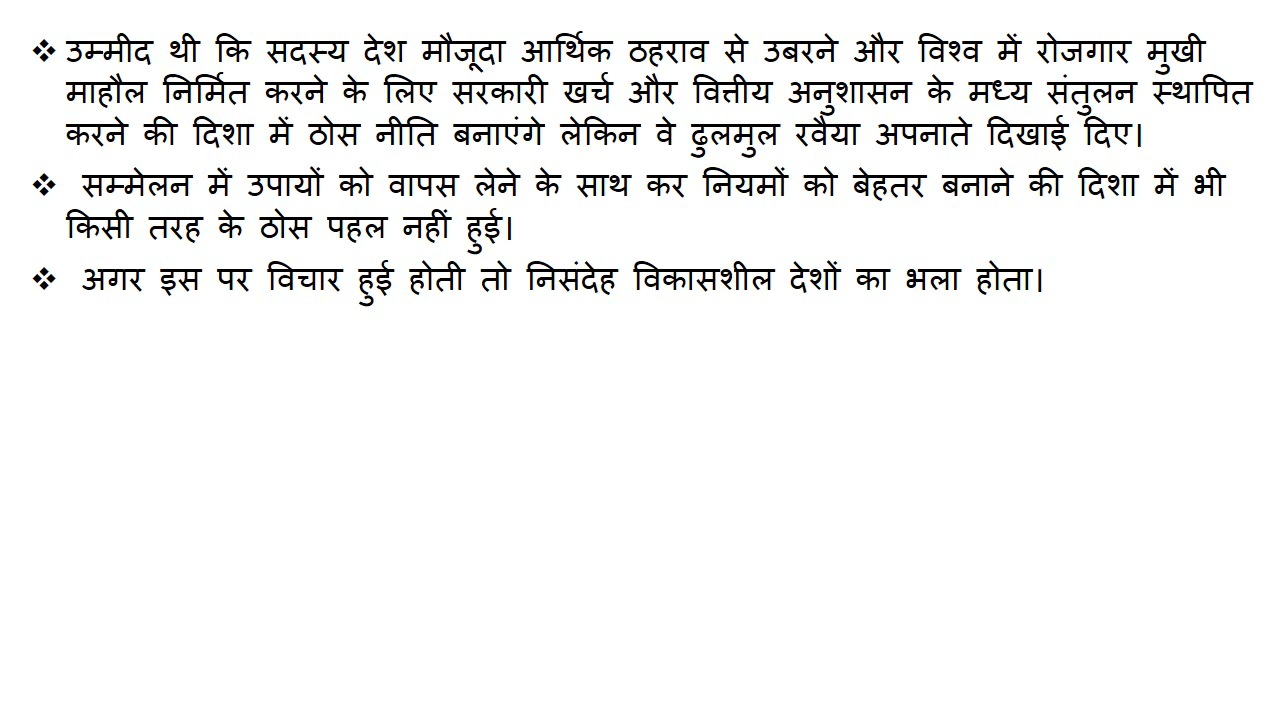 ❖ उम्मीद थी कि सदस्य देश मौजूदा आर्थिक ठहराव से उबरने और विश्व में रोजगार मुखी
माहौल निर्मित करने के लिए सरकारी खर्च और वित्तीय अनुशासन के मध्य संतुलन स्थापित
करने की दिशा में ठोस नीति बनाएंगे लेकिन वे ढुलमुल रवैया अपनाते दिखाई दिए।
❖ सम्मेलन में उपायों को वापस लेने के साथ कर नियमों को बेहतर बनाने की दिशा में भी
किसी तरह के ठोस पहल नहीं हुई।
❖ अगर इस पर विचार हुई होती तो निसंदेह विकासशील देशों का भला होता।